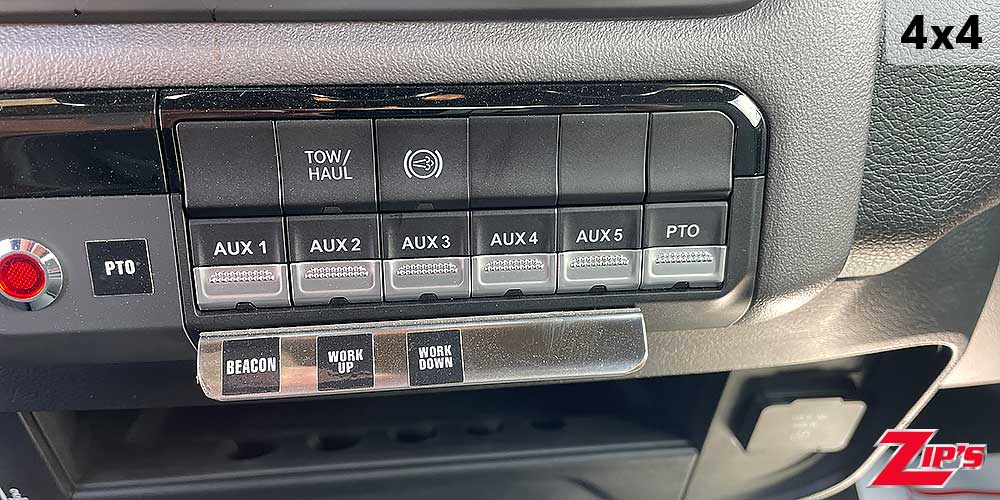 4x4
TOW/
HAUL
AUX 1
AUX 2
AUX 3
AUX 4
AUX 5
PTO
PTO
BEACON
WORK
UP
WORK
DOWN
ZIP'S